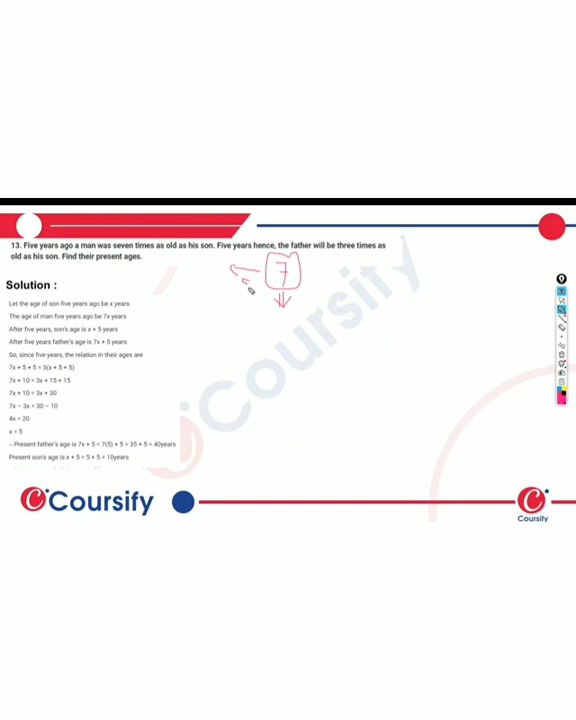 13. Five years ago a man was seven times as old as his son. Five years hence, the father will be three times as
old as his son. Find their present ages.
7
Solution :
Let the age of son five years ago be x years
The age of man five years ago be 7x years
After five years, son's age is x + 5 years
After five years father's age is 7x + 5 years
So, since five years, the relation in their ages are
7x + 5 + 5 = 3(x + 5 + 5)
7x + 10 = 3x + 15 + 15
7x + 10 = 3x + 30
7x − 3x = 30 − 10
4x = 20
x = 5
∴ Present father's age is 7x + 5 = 7(5) + 5 = 35 + 5 = 40years
Present son's age is x + 5 = 5 + 5 = 10years
Coursify
Coursify
Coursify